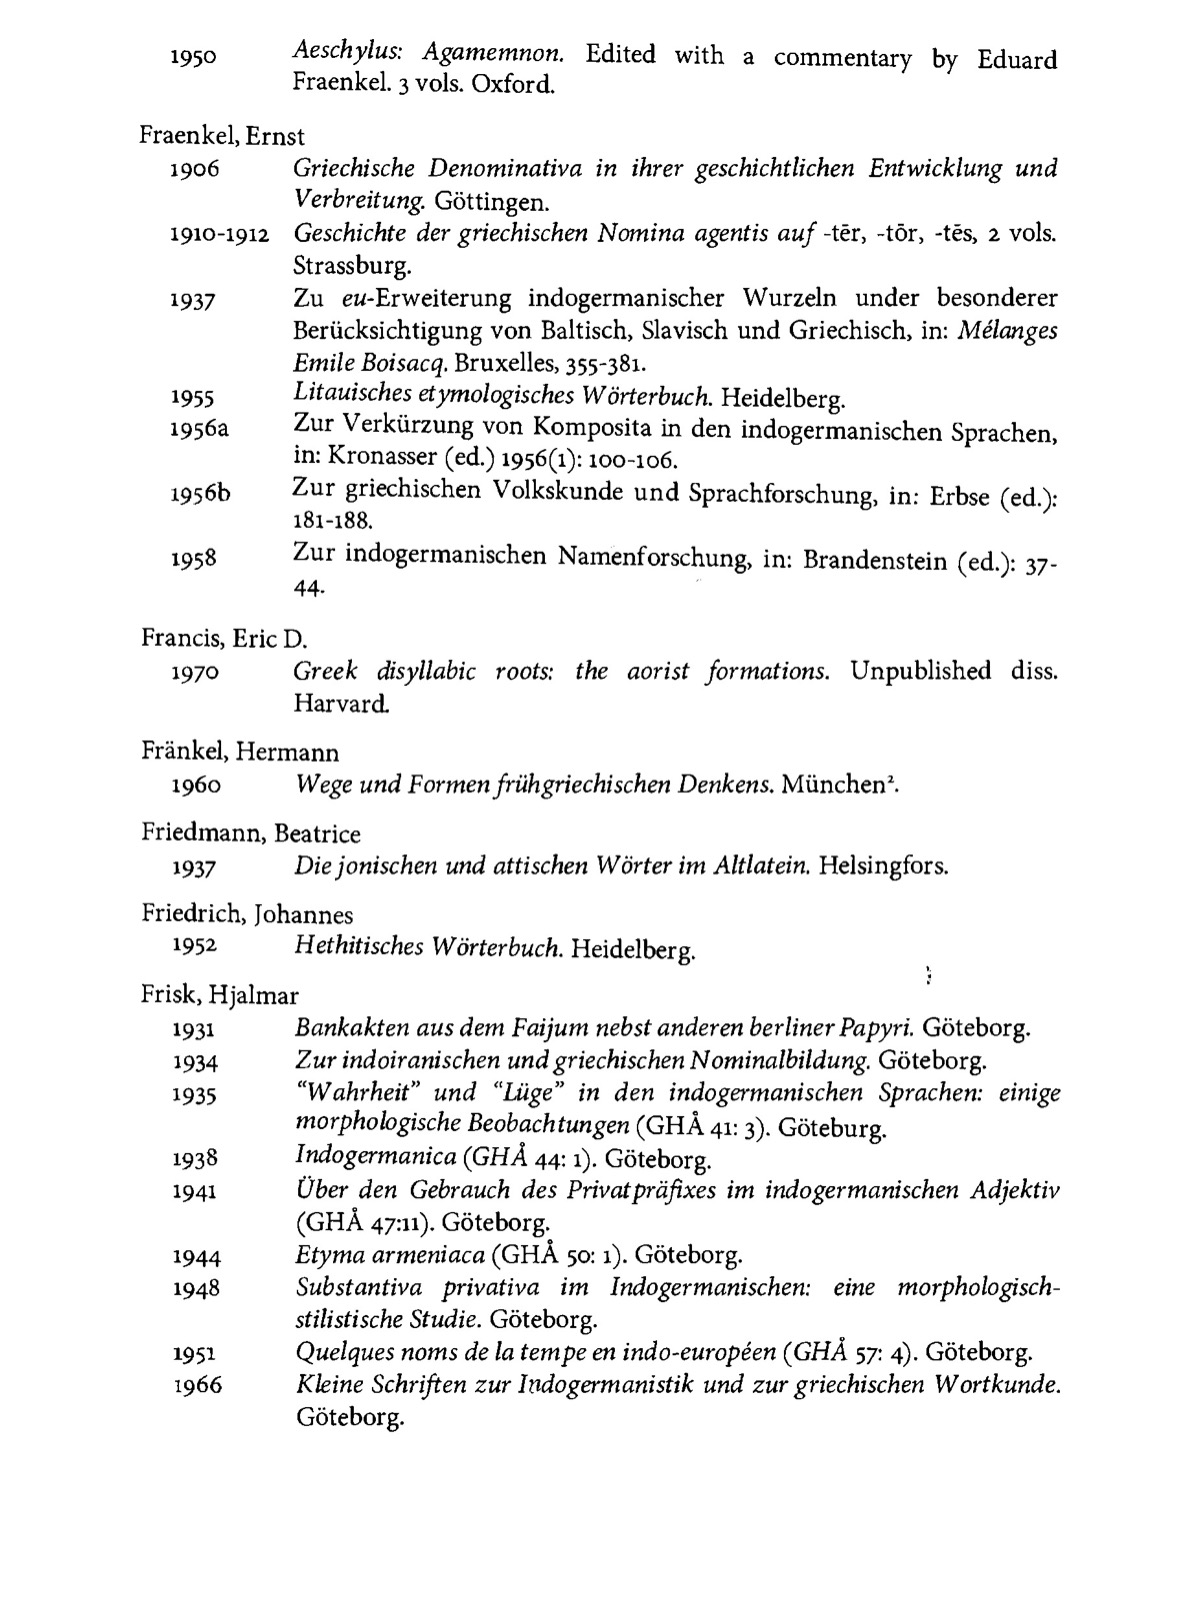 1950 Aeschylus: Agamemnon. Edited with a commentary by Eduard
Fraenkel. 3 vols. Oxford.
Fraenkel, Ernst
1906 Griechische Denominativa in ihrer geschichtlichen Entwicklung und
Verbreitung. Göttingen.
1910-1912 Geschichte der griechischen Nomina agentis auf -tēr, -tōr, -tēs, 2 vols.
Strassburg.
1937 Zu eu-Erweiterung indogermanischer Wurzeln under besonderer
Berücksichtigung von Baltisch, Slavisch und Griechisch, in: Mélanges
Emile Boisacq. Bruxelles, 355-381.
1955 Litauisches etymologisches Wörterbuch. Heidelberg.
1956a Zur Verkürzung von Komposita in den indogermanischen Sprachen,
in: Kronasser (ed.) 1956(1): 100-106.
1956b Zur griechischen Volkskunde und Sprachforschung, in: Erbse (ed.):
181-188.
1958 Zur indogermanischen Namenforschung, in: Brandenstein (ed.): 37-
44.
Francis, Eric D.
1970 Greek disyllabic roots: the aorist formations. Unpublished diss.
Harvard.
Fränkel, Hermann
1960 Wege und Formen frühgriechischen Denkens. München².
Friedmann, Beatrice
1937 Die jonischen und attischen Wörter im Altlatein. Helsingfors.
Friedrich, Johannes
1952 Hethitisches Wörterbuch. Heidelberg.
Frisk, Hjalmar
1931 Bankakten aus dem Faijum nebst anderen berliner Papyri. Göteborg.
1934 Zur indoiranischen und griechischen Nominalbildung. Göteborg.
1935 “Wahrheit” und “Lüge” in den indogermanischen Sprachen: einige
morphologische Beobachtungen (GHÅ 41: 3). Göteburg.
1938 Indogermanica (GHÅ 44: 1). Göteborg.
1941 Über den Gebrauch des Privatpräfixes im indogermanischen Adjektiv
(GHÅ 47:11). Göteborg.
1944 Etyma armeniaca (GHÅ 50: 1). Göteborg.
1948 Substantiva privativa im Indogermanischen: eine morphologisch-
stilistische Studie. Göteborg.
1951 Quelques noms de la tempe en indo-européen (GHÅ 57: 4). Göteborg.
1966 Kleine Schriften zur Indogermanistik und zur griechischen Wortkunde.
Göteborg.